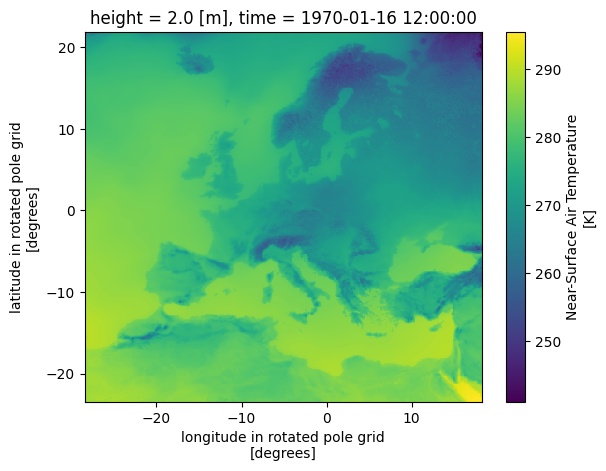 height = 2.0 [m], time = 1970-01-16 12:00:00
20
10
0
−10
−20
latitude in rotated pole grid
[degrees]
−20
−10
0
10
longitude in rotated pole grid
[degrees]
290
280
270
260
250
Near-Surface Air Temperature
[K]